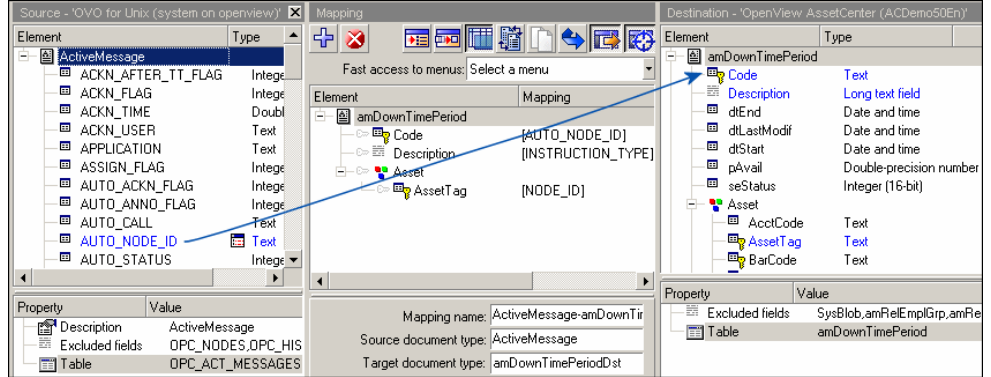 Source - 'OVO for Unix (system on openview)'
Element Type
ActiveMessage
ACKN_AFTER_TT_FLAG Intege
ACKN_FLAG Intege
ACKN_TIME Doubl
ACKN_USER Text
APPLICATION Text
ASSIGN_FLAG Intege
AUTO_ACKN_FLAG Intege
AUTO_ANNO_FLAG Intege
AUTO_CALL Text
AUTO_NODE_ID Text
AUTO_STATUS Intege
Property Value
Description ActiveMessage
Excluded fields OPC_NODES,OPC_HIS
Table OPC_ACT_MESSAGES
Mapping
Fast access to menus: Select a menu
Element Mapping
amDownTimePeriod
Code [AUTO_NODE_ID]
Description [INSTRUCTION_TYPE]
Asset
AssetTag [NODE_ID]
Mapping name: ActiveMessage-amDownTir
Source document type: ActiveMessage
Target document type: amDownTimePeriodDst
Destination - 'OpenView AssetCenter (ACDemo50En)'
Element Type
amDownTimePeriod
Code Text
Description Long text field
dtEnd Date and time
dtLastModif Date and time
dtStart Date and time
pAvail Double-precision number
seStatus Integer (16-bit)
Asset
AcctCode Text
AssetTag Text
BarCode Text
Property Value
Excluded fields SysBlob,amRelEmplGrp,amRe
Table amDownTimePeriod